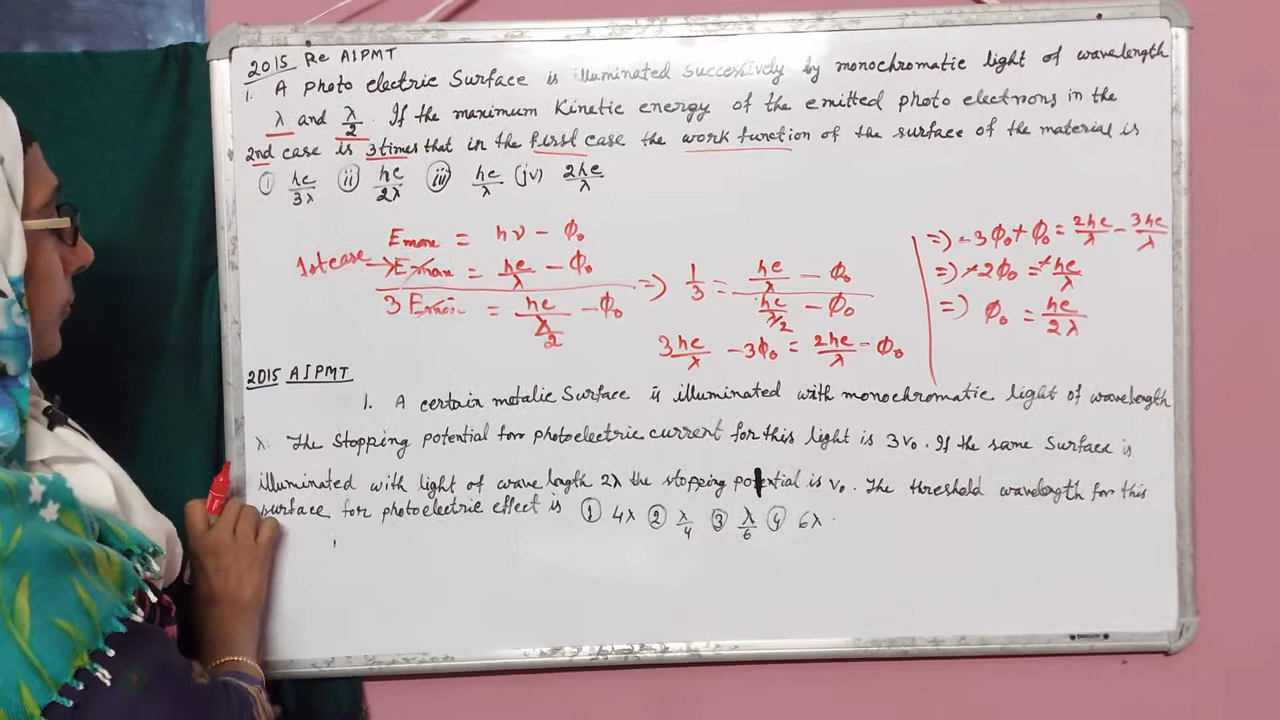 2015 Re AIPMT
1. A photo electric Surface is illuminated successively by monochromatic light of wavelength
λ and λ/2. If the maximum Kinetic energy of the emitted photo electrons in the
2nd case is 3 times that in the first case the work function of the surface of the material is
(i) hc/3λ (ii) hc/2λ (iii) hc/λ (iv) 2hc/λ
Emax = hν - Φ₀
1st case → Emax = hc/λ - Φ₀
3 Emax = hc/(λ/2) - Φ₀
=> 1/3 = (hc/λ - Φ₀)/(hc/(λ/2) - Φ₀)
3hc/λ - 3Φ₀ = 2hc/λ - Φ₀
=> -3Φ₀ + Φ₀ = 2hc/λ - 3hc/λ
=> -2Φ₀ = -hc/λ
=> Φ₀ = hc/2λ
2015 AIPMT
1. A certain metalic Surface is illuminated with monochromatic light of wavelength
λ. The stopping potential for photoelectric current for this light is 3v₀. If the same surface is
illuminated with light of wave length 2λ the stopping potential is v₀. The threshold wavelength for this
surface for photoelectric effect is (1) 4λ (2) λ/4 (3) λ/6 (4) 6λ